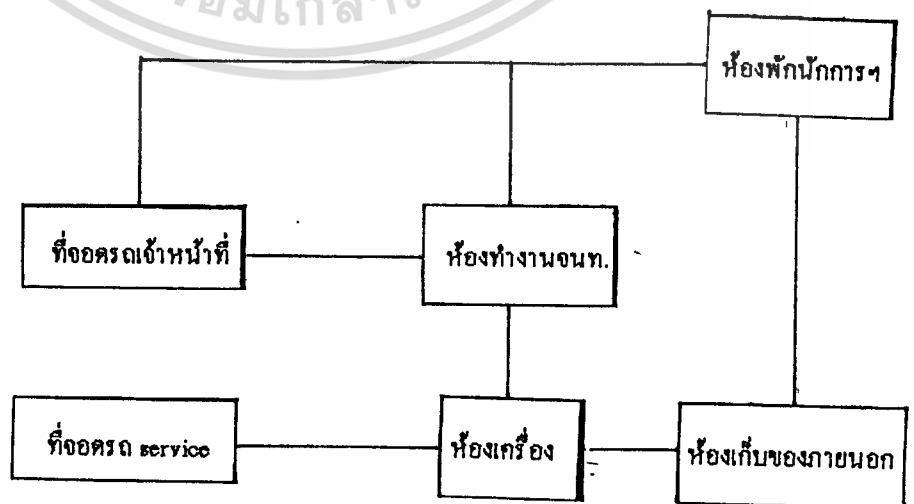 ห้องพักนักการฯ
ที่จอดรถเจ้าหน้าที่
ห้องทำงานจนท.
ที่จอดรถ service
ห้องเครื่อง
ห้องเก็บของภายนอก